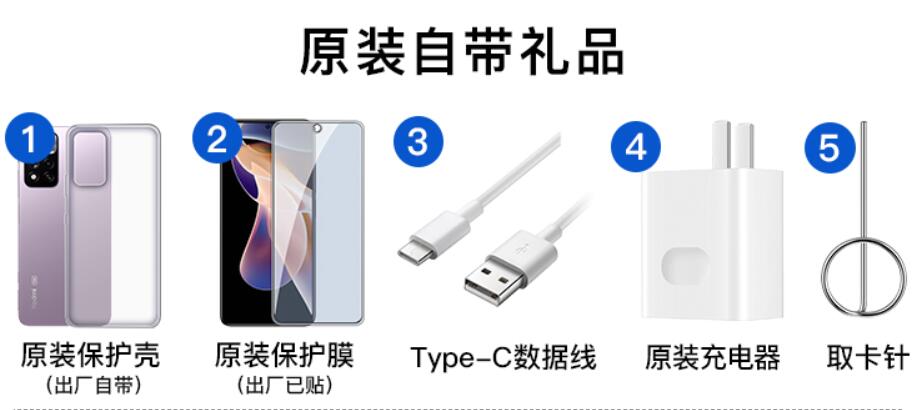 原装自带礼品
1
2
3
4
5
原装保护壳
(出厂自带)
原装保护膜
(出厂已贴)
Type-C数据线
原装充电器
取卡针